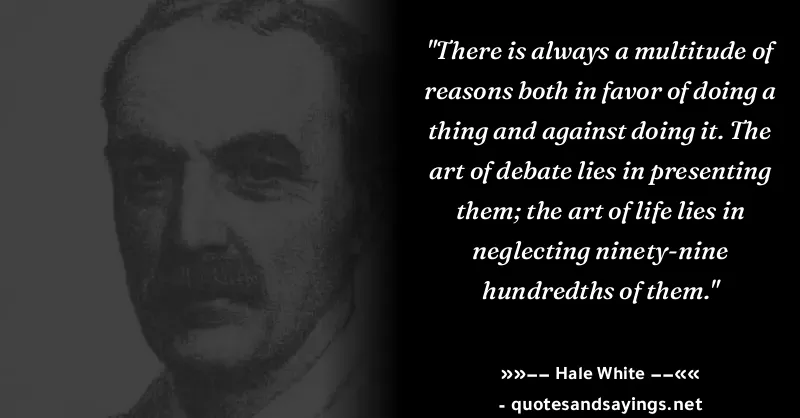 "There is always a multitude of
reasons both in favor of doing a
thing and against doing it. The
art of debate lies in presenting
them; the art of life lies in
neglecting ninety-nine
hundredths of them."
»»−− Hale White −−««
- quotesandsayings.net